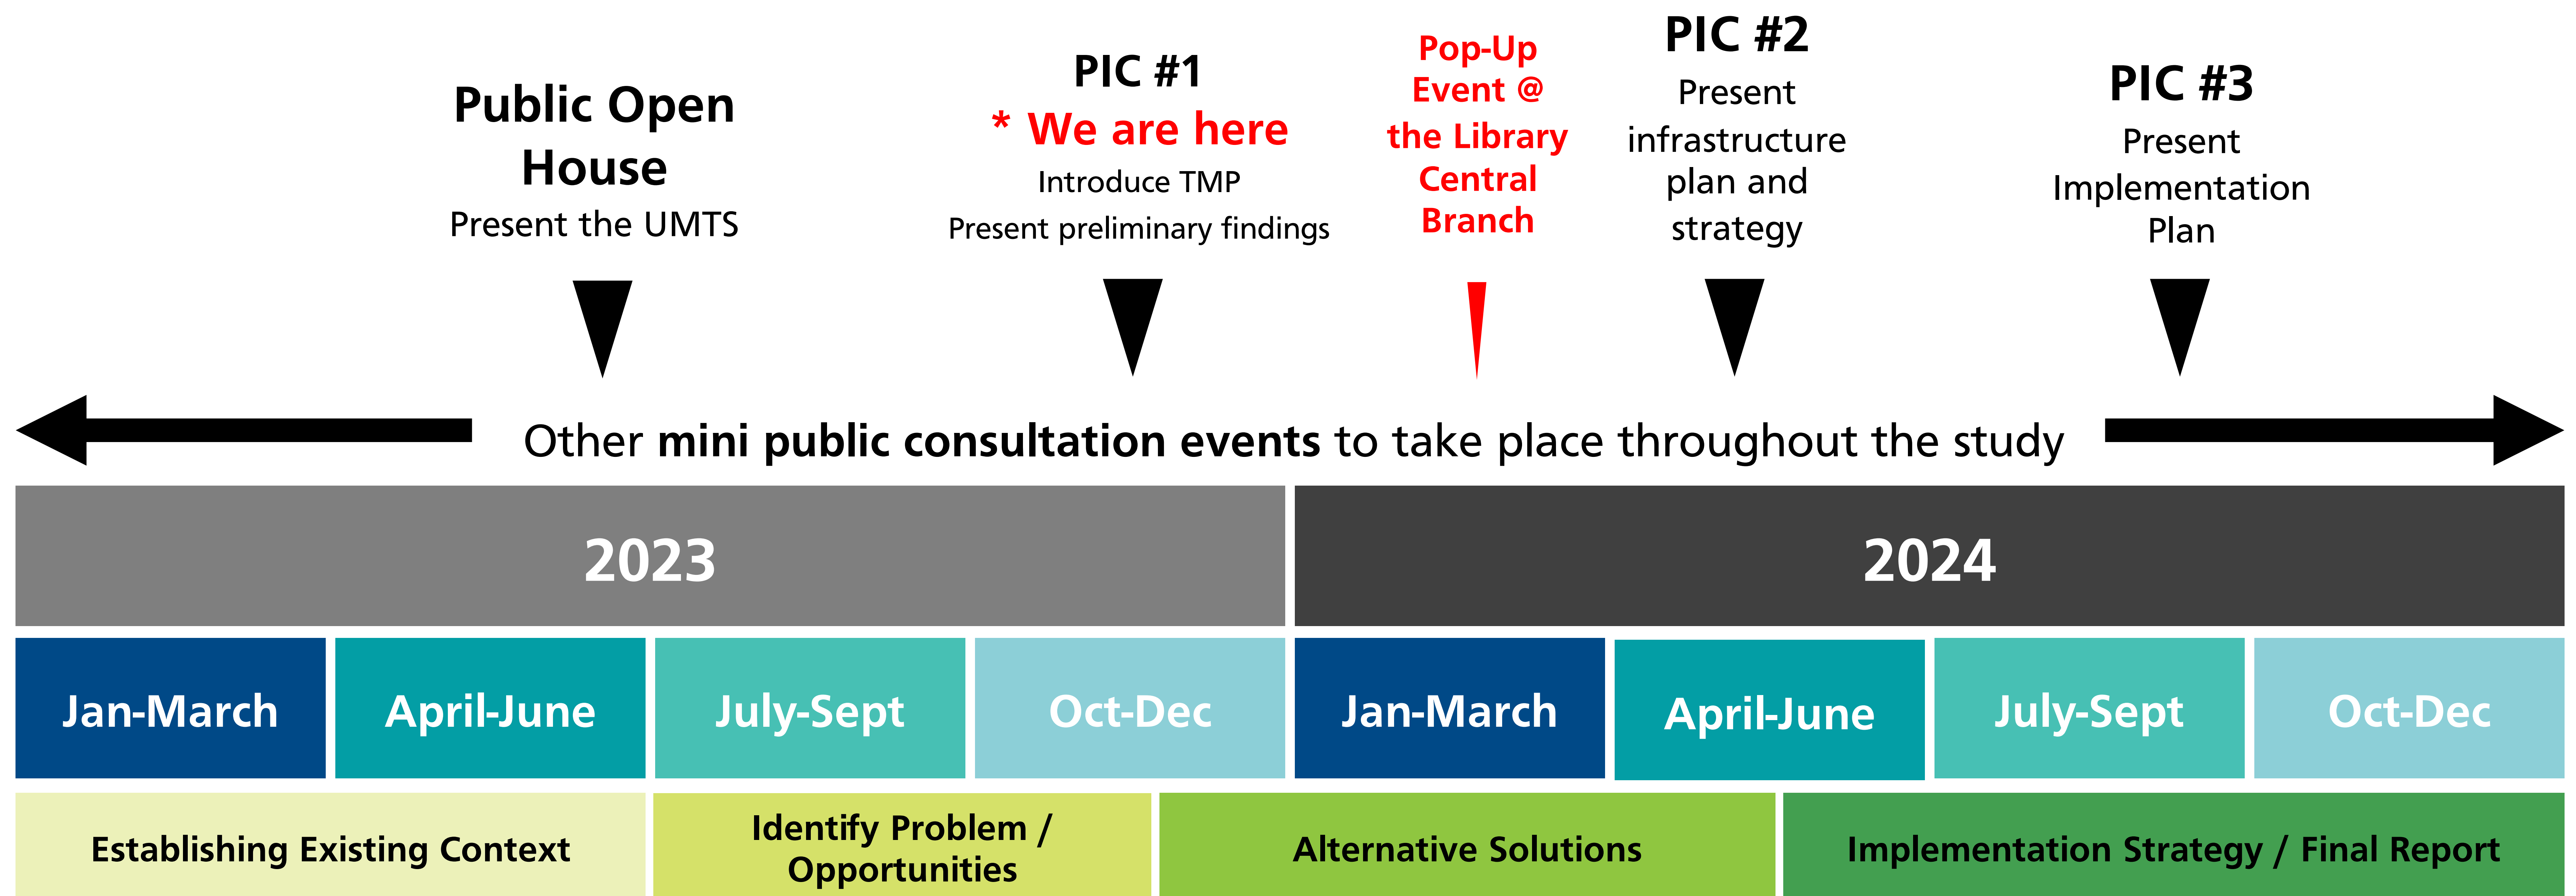 Public Open
House
Present the UMTS
PIC #1
* We are here
Introduce TMP
Present preliminary findings
Pop-Up
Event @
the Library
Central
Branch
PIC #2
Present
infrastructure
plan and
strategy
PIC #3
Present
Implementation
Plan
Other mini public consultation events to take place throughout the study
2023
2024
Jan-March
April-June
July-Sept
Oct-Dec
Jan-March
April-June
July-Sept
Oct-Dec
Establishing Existing Context
Identify Problem /
Opportunities
Alternative Solutions
Implementation Strategy / Final Report